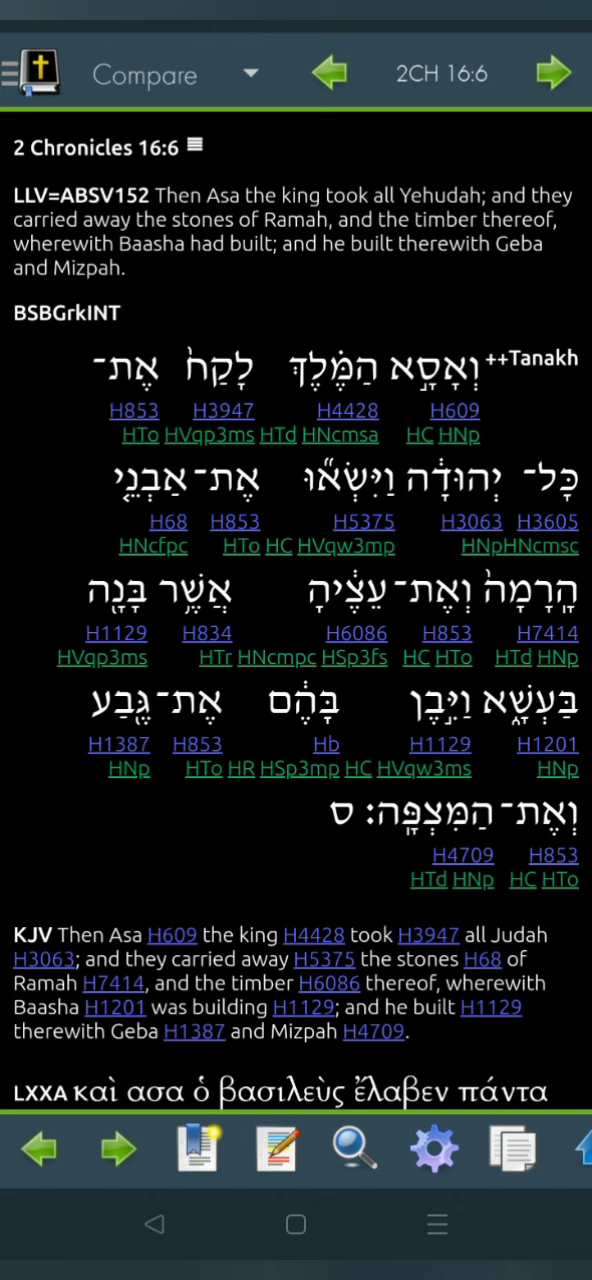 Compare
2CH 16:6
2 Chronicles 16:6
LLV=ABSV152 Then Asa the king took all Yehudah; and they
carried away the stones of Ramah, and the timber thereof,
wherewith Baasha had built; and he built therewith Geba
and Mizpah.
BSBGrkINT
++Tanakh וְאָסָ֣א הַמֶּ֗לֶךְ לָקַח֙ אֶת־
H853 H3947 H4428 H609
HTo HVqp3ms HTd HNcmsa HC HNp
כָּל־ יְהוּדָ֔ה וַיִּשְׂא֞וּ אֶת־אַבְנֵ֤י
H68 H853 H5375 H3063 H3605
HNcfpc HTo HC HVqw3mp HNpHNcmsc
הָֽרָמָה֙ וְאֶת־עֵצֶ֔יהָ אֲשֶׁ֥ר בָּנָ֖ה
H1129 H834 H6086 H853 H7414
HVqp3ms HTr HNcmpc HSp3fs HC HTo HTd HNp
בַּעְשָׁ֑א וַיִּ֣בֶן בָּהֶ֔ם אֶת־גֶּ֖בַע
H1387 H853 Hb H1129 H1201
HNp HTo HR HSp3mp HC HVqw3ms HNp
וְאֶת־הַמִּצְפָּֽה׃ ס
H4709 H853
HTd HNp HC HTo
KJV Then Asa H609 the king H4428 took H3947 all Judah
H3063; and they carried away H5375 the stones H68 of
Ramah H7414, and the timber H6086 thereof, wherewith
Baasha H1201 was building H1129; and he built H1129
therewith Geba H1387 and Mizpah H4709.
LXXA καὶ ασα ὁ βασιλεὺς ἔλαβεν πάντα